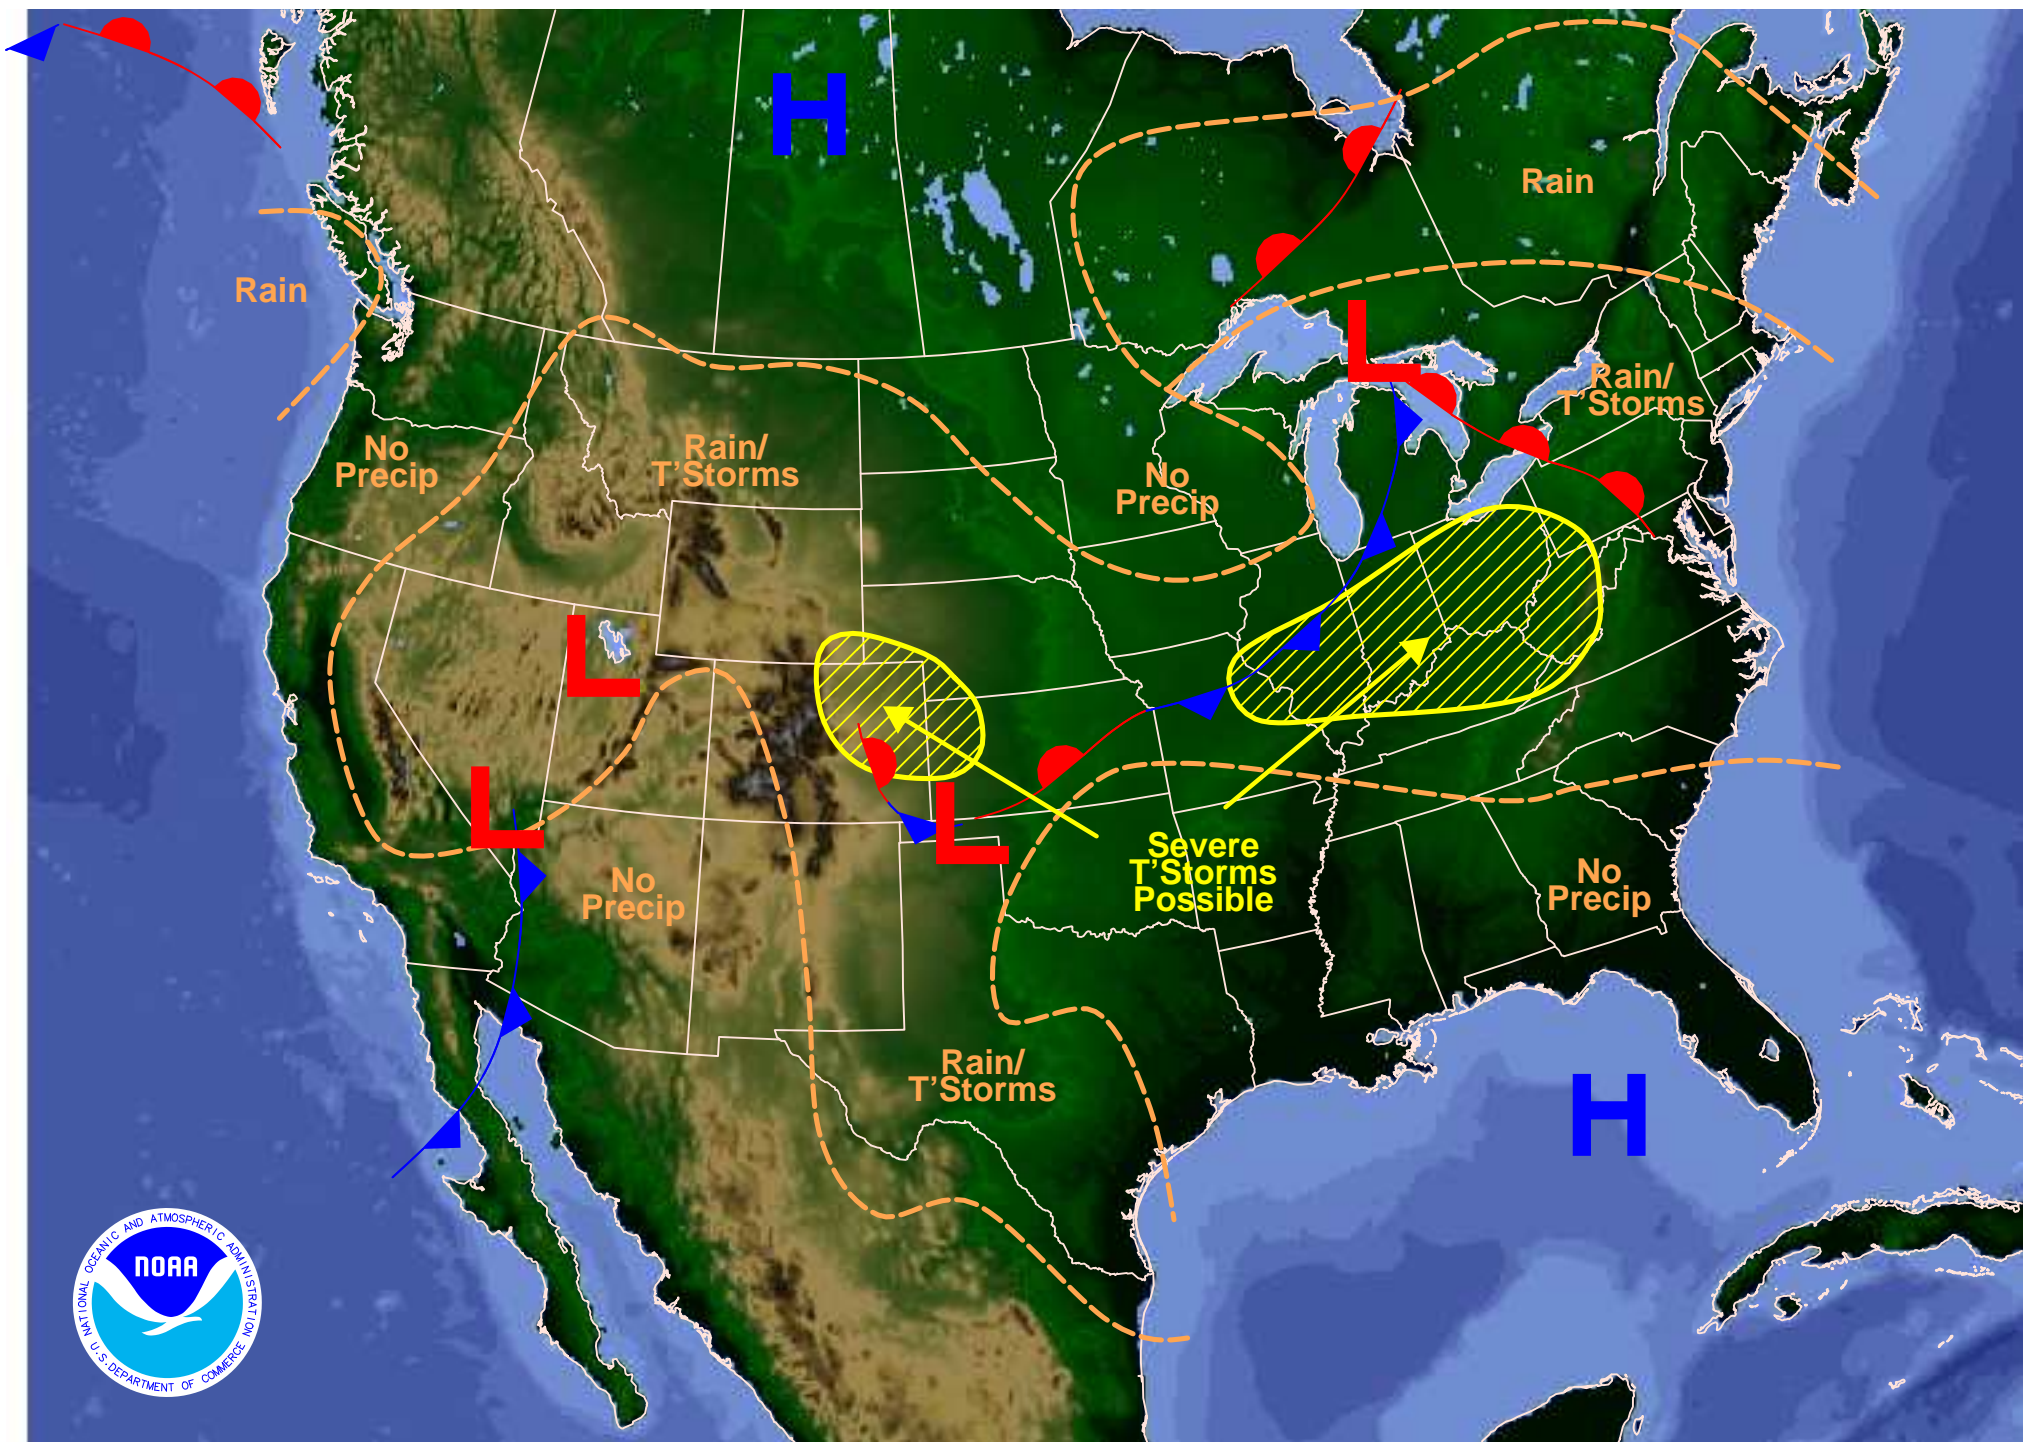 H
Rain
Rain
L
Rain/
T'Storms
No
Precip
Rain/
T'Storms
No
Precip
L
L
L
Severe
T'Storms
Possible
No
Precip
No
Precip
Rain/
T'Storms
H
NATIONAL OCEANIC AND ATMOSPHERIC ADMINISTRATION
NOAA
U.S. DEPARTMENT OF COMMERCE